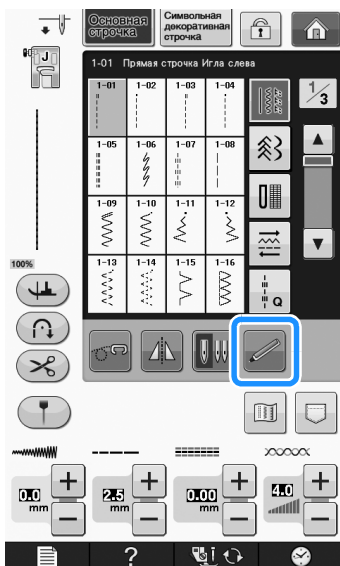 Основная
строчка
Символьная
декоративная
строчка
J
1-01 Прямая строчка Игла слева
1/3
1-01 1-02 1-03 1-04
1-05 1-06 1-07 1-08
1-09 1-10 1-11 1-12
1-13 1-14 1-15 1-16
Q
100%
0.0 mm
2.5 mm
0.00 mm
4.0
+ + + +
− − − −
?